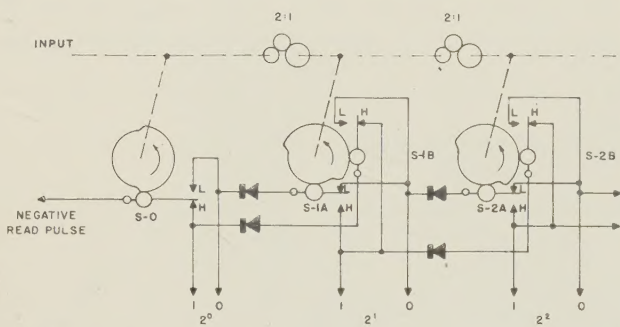 2:1 2:1
INPUT
L H L H
S-1B S-2B
L L L
S-0 H S-1A H S-2A H
NEGATIVE
READ PULSE
1 0 1 0 1 0
2⁰ 2¹ 2²